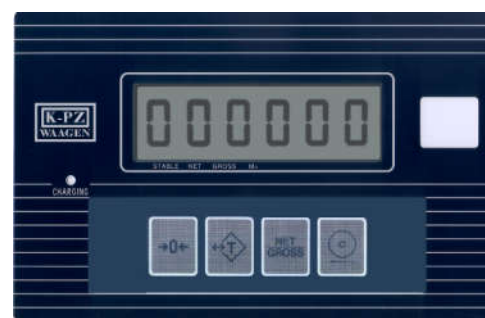 000000
K-PZ
WAAGEN
STABLE NET GROSS M+
CHARGING
→0←
T
NET
GROSS
C